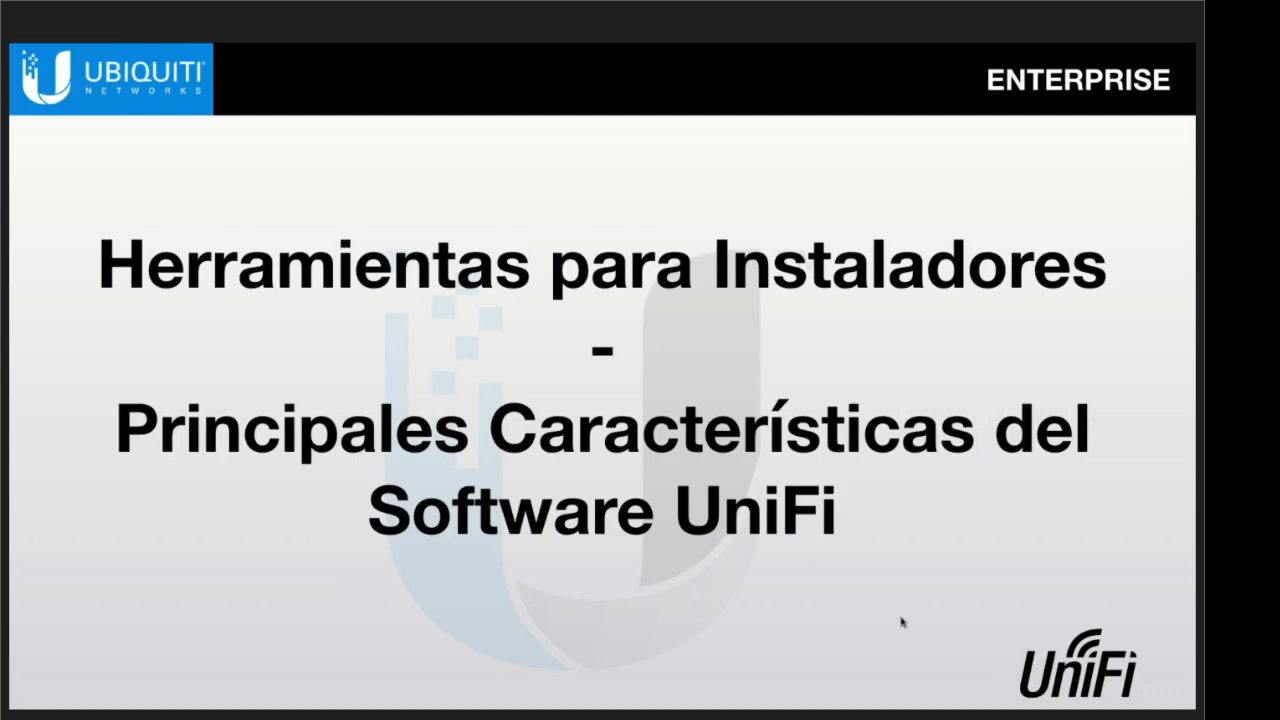 UBIQUITI
NETWORKS
ENTERPRISE
Herramientas para Instaladores
-
Principales Características del
Software UniFi
UniFi